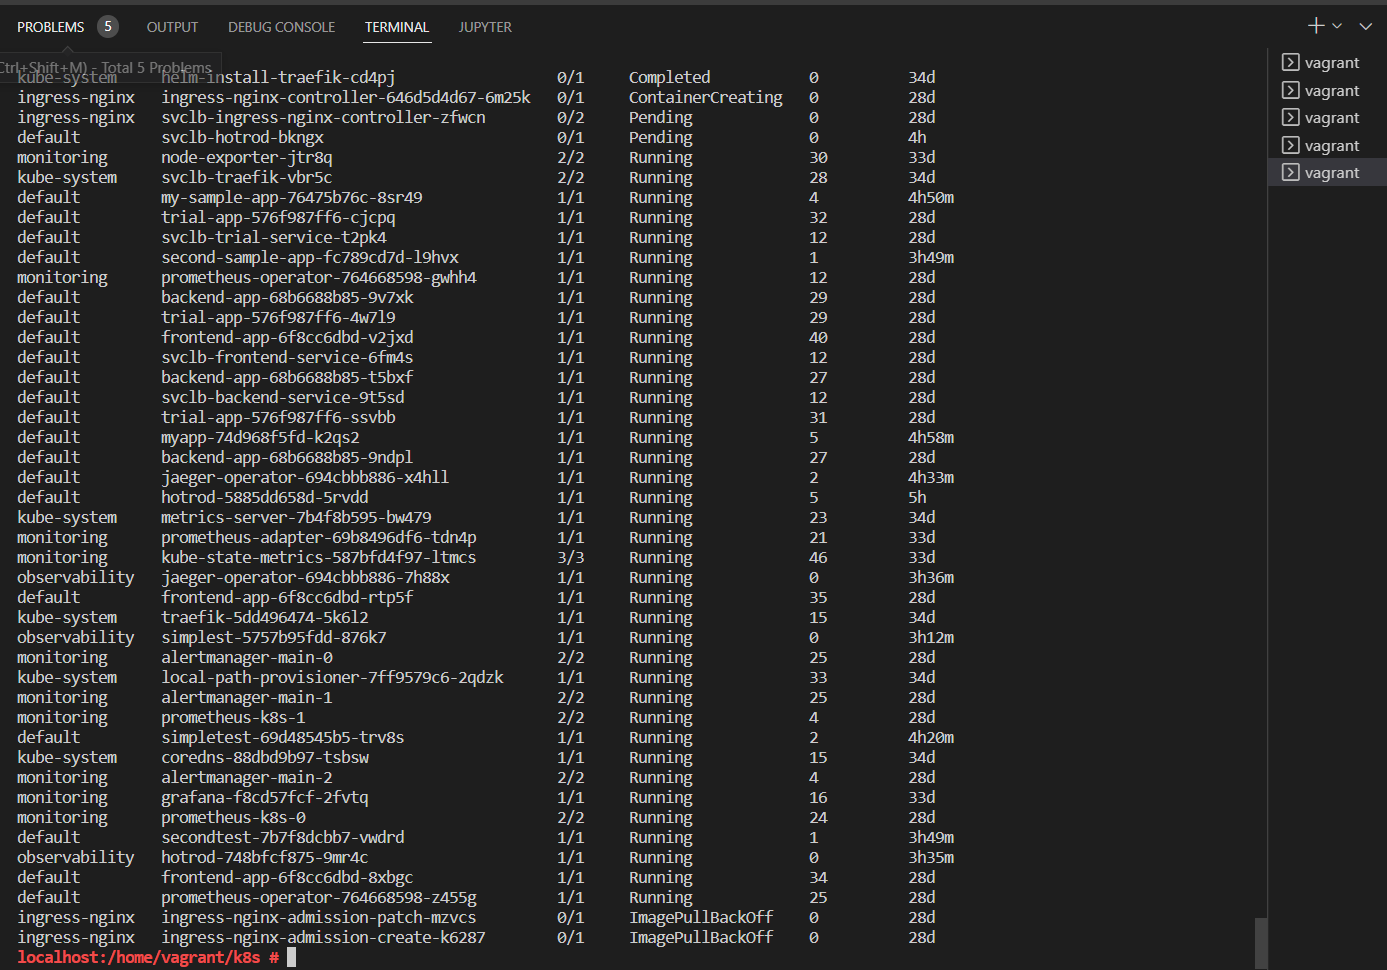 PROBLEMS 5 OUTPUT DEBUG CONSOLE TERMINAL JUPYTER
Ctrl+Shift+M) - Total 5 Problems
kube-system helm-install-traefik-cd4pj 0/1 Completed 0 34d
ingress-nginx ingress-nginx-controller-646d5d4d67-6m25k 0/1 ContainerCreating 0 28d
ingress-nginx svclb-ingress-nginx-controller-zfwcn 0/2 Pending 0 28d
default svclb-hotrod-bkngx 0/1 Pending 0 4h
monitoring node-exporter-jtr8q 2/2 Running 30 33d
kube-system svclb-traefik-vbr5c 2/2 Running 28 34d
default my-sample-app-76475b76c-8sr49 1/1 Running 4 4h50m
default trial-app-576f987ff6-cjcpq 1/1 Running 32 28d
default svclb-trial-service-t2pk4 1/1 Running 12 28d
default second-sample-app-fc789cd7d-l9hvx 1/1 Running 1 3h49m
monitoring prometheus-operator-764668598-gwhh4 1/1 Running 12 28d
default backend-app-68b6688b85-9v7xk 1/1 Running 29 28d
default trial-app-576f987ff6-4w7l9 1/1 Running 29 28d
default frontend-app-6f8cc6dbd-v2jxd 1/1 Running 40 28d
default svclb-frontend-service-6fm4s 1/1 Running 12 28d
default backend-app-68b6688b85-t5bxf 1/1 Running 27 28d
default svclb-backend-service-9t5sd 1/1 Running 12 28d
default trial-app-576f987ff6-ssvbb 1/1 Running 31 28d
default myapp-74d968f5fd-k2qs2 1/1 Running 5 4h58m
default backend-app-68b6688b85-9ndpl 1/1 Running 27 28d
default jaeger-operator-694cbbb886-x4hll 1/1 Running 2 4h33m
default hotrod-5885dd658d-5rvdd 1/1 Running 5 5h
kube-system metrics-server-7b4f8b595-bw479 1/1 Running 23 34d
monitoring prometheus-adapter-69b8496df6-tdn4p 1/1 Running 21 33d
monitoring kube-state-metrics-587bfd4f97-ltmcs 3/3 Running 46 33d
observability jaeger-operator-694cbbb886-7h88x 1/1 Running 0 3h36m
default frontend-app-6f8cc6dbd-rtp5f 1/1 Running 35 28d
kube-system traefik-5dd496474-5k6l2 1/1 Running 15 34d
observability simplest-5757b95fdd-876k7 1/1 Running 0 3h12m
monitoring alertmanager-main-0 2/2 Running 25 28d
kube-system local-path-provisioner-7ff9579c6-2qdzk 1/1 Running 33 34d
monitoring alertmanager-main-1 2/2 Running 25 28d
monitoring prometheus-k8s-1 2/2 Running 4 28d
default simpletest-69d48545b5-trv8s 1/1 Running 2 4h20m
kube-system coredns-88dbd9b97-tsbsw 1/1 Running 15 34d
monitoring alertmanager-main-2 2/2 Running 4 28d
monitoring grafana-f8cd57fcf-2fvtq 1/1 Running 16 33d
monitoring prometheus-k8s-0 2/2 Running 24 28d
default secondtest-7b7f8dcbb7-vwdrd 1/1 Running 1 3h49m
observability hotrod-748bfcf875-9mr4c 1/1 Running 0 3h35m
default frontend-app-6f8cc6dbd-8xbgc 1/1 Running 34 28d
default prometheus-operator-764668598-z455g 1/1 Running 25 28d
ingress-nginx ingress-nginx-admission-patch-mzvcs 0/1 ImagePullBackOff 0 28d
ingress-nginx ingress-nginx-admission-create-k6287 0/1 ImagePullBackOff 0 28d
localhost:/home/vagrant/k8s #
vagrant
vagrant
vagrant
vagrant
vagrant